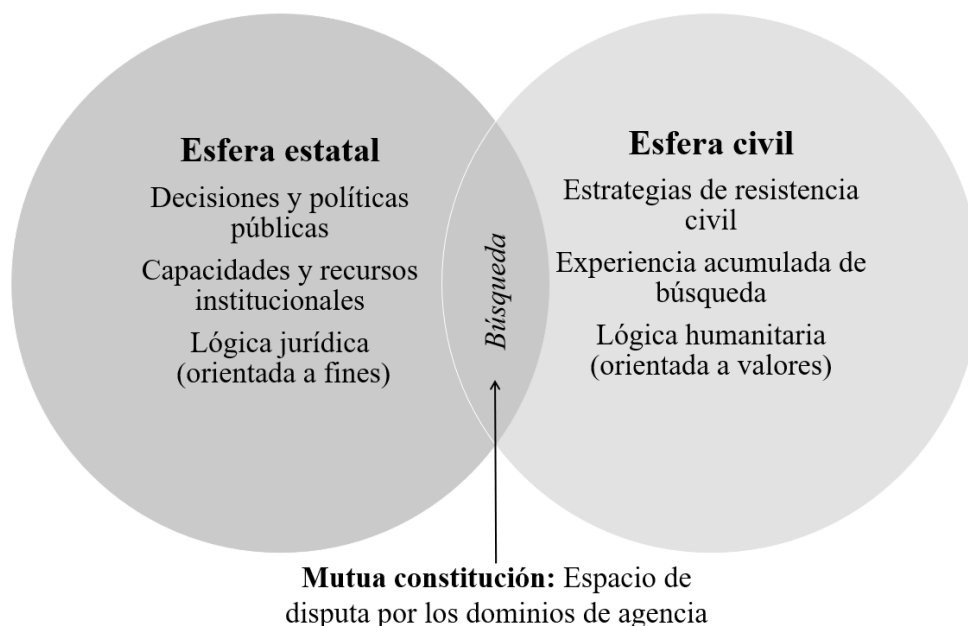 Esfera estatal
Decisiones y políticas
públicas
Capacidades y recursos
institucionales
Lógica jurídica
(orientada a fines)
Búsqueda
Esfera civil
Estrategias de resistencia
civil
Experiencia acumulada de
búsqueda
Lógica humanitaria
(orientada a valores)
Mutua constitución: Espacio de
disputa por los dominios de agencia